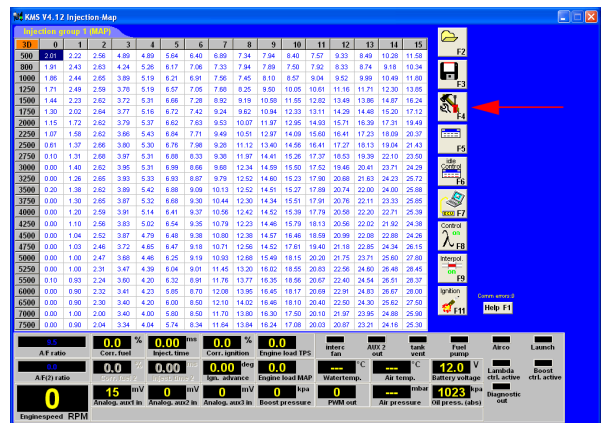 KMS V4.12 Injection-Map
Injection group 1 (MAP)
F2
3D 0 1 2 3 4 5 6 7 8 9 10 11 12 13 14 15
500 2.01 2.22 2.56 4.89 4.89 5.64 6.40 6.89 7.34 7.94 8.40 7.57 9.33 8.49 10.28 11.58
800 1.91 2.43 2.63 4.24 5.26 6.17 7.06 7.33 7.94 7.89 7.50 7.92 8.33 8.74 9.18 10.34
1000 1.86 2.44 2.65 3.89 5.19 6.21 6.91 7.56 7.45 8.10 8.57 9.04 9.52 9.99 10.49 11.80
F3
1250 1.71 2.49 2.59 3.78 5.19 6.57 7.05 7.68 8.25 9.50 10.05 10.61 11.16 11.71 12.30 13.85
1500 1.44 2.23 2.62 3.72 5.31 6.66 7.28 8.92 9.19 10.58 11.55 12.82 13.49 13.86 14.87 16.24
1750 1.30 2.02 2.64 3.77 5.16 6.72 7.42 9.24 9.62 10.94 12.33 13.11 14.29 14.48 15.20 17.12
F4
2000 1.15 1.72 2.62 3.79 5.37 6.62 7.63 9.53 10.07 11.97 12.95 14.93 15.71 16.39 17.31 19.49
2250 1.07 1.58 2.62 3.66 5.43 6.84 7.71 9.49 10.51 12.97 14.09 15.60 16.41 17.23 18.09 20.37
2500 0.61 1.37 2.66 3.80 5.30 6.76 7.98 9.28 11.12 13.40 14.56 16.41 17.27 18.13 19.04 21.43
F5
2750 0.10 1.31 2.68 3.97 5.31 6.88 8.33 9.38 11.97 14.41 15.26 17.37 18.53 19.39 22.10 23.50
idle
Control
3000 0.00 1.40 2.62 3.95 5.31 6.99 8.66 9.68 12.34 14.59 15.50 17.52 19.46 20.41 23.71 24.29
3250 0.00 1.26 2.65 3.93 5.33 6.93 8.87 9.79 12.52 14.60 15.23 17.90 20.68 21.63 24.23 25.72
F6
3500 0.20 1.38 2.62 3.89 5.42 6.88 9.09 10.13 12.52 14.51 15.27 17.89 20.74 22.00 24.00 25.88
3750 0.00 1.30 2.65 3.87 5.32 6.68 9.30 10.44 12.30 14.34 15.51 17.91 20.76 22.11 23.33 25.85
4000 0.00 1.20 2.59 3.91 5.14 6.41 9.37 10.56 12.42 14.52 15.39 17.79 20.58 22.20 22.71 25.39
F7
4250 0.00 1.10 2.56 3.83 5.02 6.54 9.35 10.79 12.23 14.46 15.79 18.13 20.56 22.02 21.92 24.38
4500 0.00 1.04 2.52 3.87 4.79 6.48 9.38 10.80 12.38 14.57 16.46 18.59 20.99 22.08 22.88 24.26
Control
on
λ F8
4750 0.00 1.03 2.46 3.72 4.65 6.47 9.18 10.71 12.56 14.52 17.61 19.40 21.18 22.85 24.34 26.15
5000 0.00 1.00 2.47 3.68 4.46 6.25 9.19 10.93 12.68 15.49 18.15 20.20 21.75 23.71 25.60 27.80
Interpol.
5250 0.00 1.00 2.31 3.47 4.39 6.04 9.01 11.45 13.20 16.02 18.55 20.83 22.56 24.60 26.48 28.45
on
5500 0.10 0.93 2.24 3.60 4.20 6.32 8.91 11.76 13.77 16.35 18.56 20.67 22.40 24.54 26.51 28.37
F9
6000 0.00 0.90 2.32 3.41 4.23 5.85 8.70 12.08 13.95 16.45 18.17 20.69 22.91 24.83 26.67 28.00
Ignition
6500 0.00 0.90 2.30 3.40 4.20 6.00 8.50 12.10 14.02 16.46 18.10 20.40 22.50 24.30 25.62 27.50
Comm errors:0
7000 0.00 1.00 2.00 3.40 4.00 5.80 8.50 11.70 13.80 16.30 17.50 20.10 21.97 23.95 24.88 25.90
F11
Help F1
7500 0.00 0.90 2.04 3.34 4.04 5.74 8.34 11.64 13.84 16.24 17.08 20.03 20.87 23.21 24.16 25.30
0.5 0.0 % 0.00 ms 0.0 % 0.0
A.F ratio Corr. fuel Inject. time Corr. ignition Engine load TPS
interc
fan
AUX 2
out
tank
vent
Fuel
pump
Airco
Launch
0.0 % 0.00 ms 0.00 deg 0.0
A.F(2) ratio Ign. advance Engine load MAP
--- °C --- °C 12.0 V
Watertemp. Air temp. Battery voltage
Lambda
ctrl. active
Boost
ctrl. active
0
Enginespeed RPM
15 mV 0 mV 0 mV 0 kpa
Analog. aux1 in Analog. aux2 in Analog. aux3 in Boost pressure
0 % --- mbar 1023 kpa
PWM out Air pressure Oil press. (abs)
Diagnostic
out